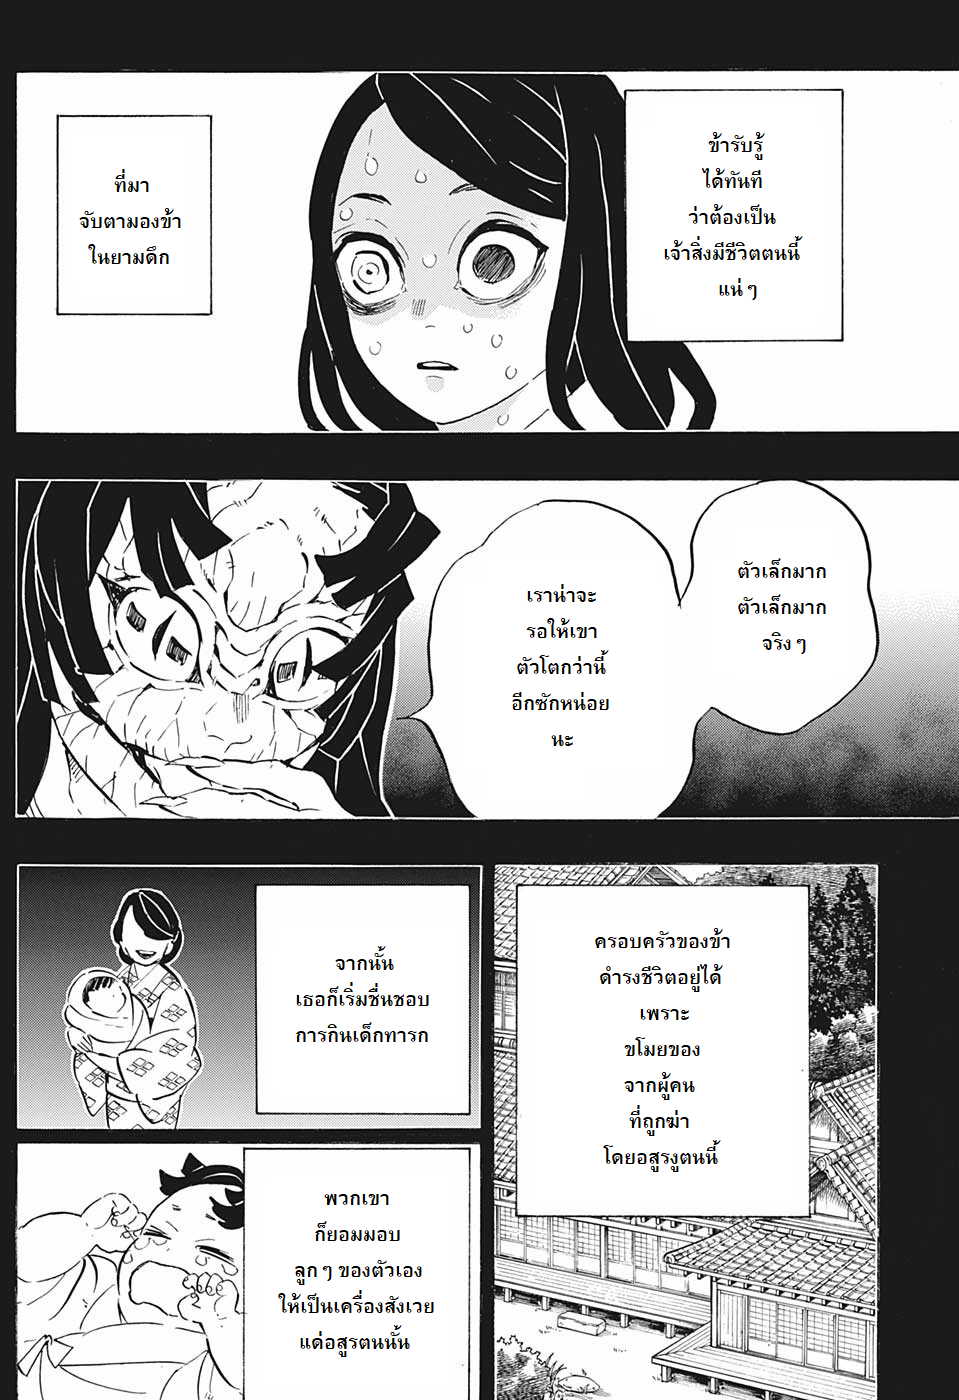 ข้ารับรู้
ได้ทันที
ว่าต้องเป็น
เจ้าสิ่งมีชีวิตตนนี้
แน่ๆ
ที่มา
จับตามองข้า
ในยามดึก
ตัวเล็กมาก
ตัวเล็กมาก
จริงๆ
เราน่าจะ
รอให้เขา
ตัวโตกว่านี้
อีกซักหน่อย
นะ
ครอบครัวของข้า
ดำรงชีวิตอยู่ได้
เพราะ
ขโมยของ
จากผู้คน
ที่ถูกฆ่า
โดยอสูรงูตนนี้
จากนั้น
เธอก็เริ่มชื่นชอบ
การกินเด็กทารก
พวกเขา
ก็ยอมมอบ
ลูกๆ ของตัวเอง
ให้เป็นเครื่องสังเวย
แด่อสูรตนนั้น